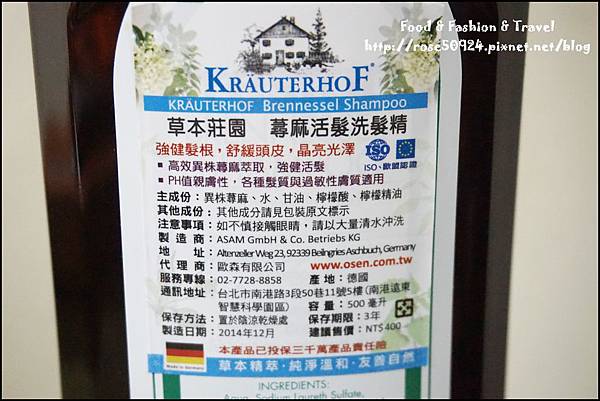 Food & Fashion & Travel
http://rose50924.pixnet.net/blog
KRÄUTERHOF®
KRÄUTERHOF Brennessel Shampoo
草本莊園 蕁麻活髮洗髮精
強健髮根，舒緩頭皮，晶亮光澤
■ 高效異株蕁麻萃取，強健活髮
■ PH值親膚性，各種髮質與過敏性膚質適用
ISO
ISO、歐盟認證
主成份：異株蕁麻、水、甘油、檸檬酸、檸檬精油
其他成份：其他成分請見包裝原文標示
注意事項：如不慎接觸眼睛，請以大量清水沖洗
製造商：ASAM GmbH & Co. Betriebs KG
地址：Altenzeller Weg 23, 92339 Beilngries Aschbuch, Germany
代理商：歐森有限公司 www.osen.com.tw
服務專線：02-7728-8858 產地：德國
通訊地址：台北市南港路3段50巷11號5樓(南港遠東
智慧科學園區) 容量：500毫升
保存方法：置於陰涼乾燥處 保存期限：3年
製造日期：2014年12月 建議售價：NT$400
本產品已投保三千萬產品責任險
Made in Germany
草本精萃‧純淨溫和‧友善自然
INGREDIENTS:
Aqua, Sodium Laureth Sulfate,